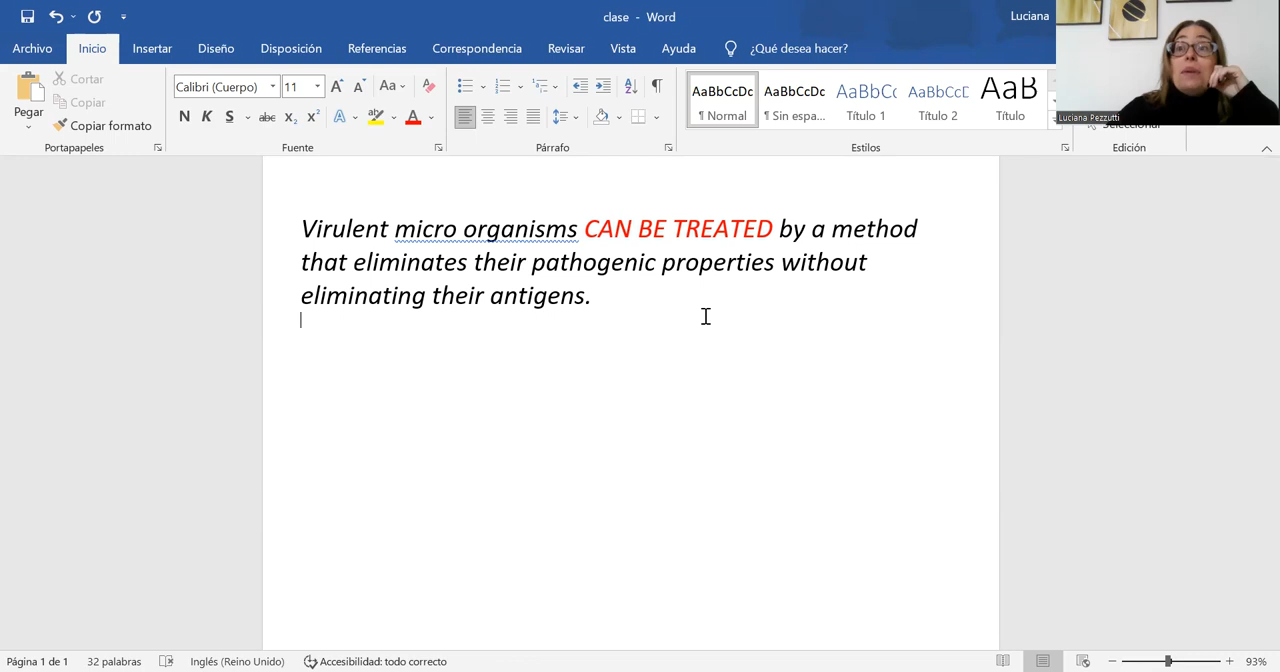 clase - Word
Luciana
Archivo Inicio Insertar Diseño Disposición Referencias Correspondencia Revisar Vista Ayuda ¿Qué desea hacer?
Pegar
Cortar
Copiar
Copiar formato
Portapapeles
Calibri (Cuerpo) 11
Fuente
Párrafo
AaBbCcDc AaBbCcDc AaBbCc AaBbCcD AaB
¶ Normal ¶ Sin espa... Título 1 Título 2 Título
Estilos
Seleccionar
Edición
Luciana Pezzutti
Virulent micro organisms CAN BE TREATED by a method
that eliminates their pathogenic properties without
eliminating their antigens.
Página 1 de 1 32 palabras Inglés (Reino Unido) Accesibilidad: todo correcto 93%